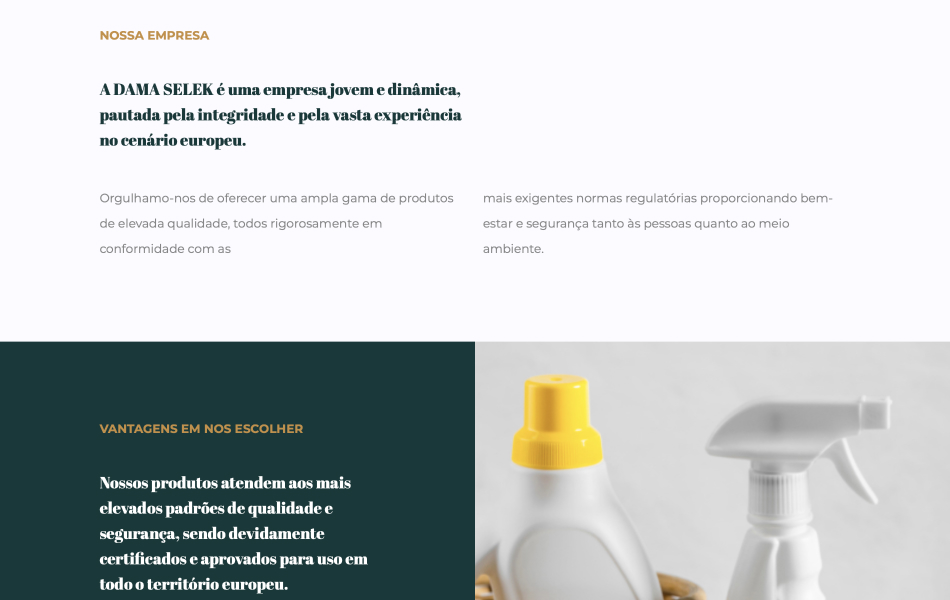 NOSSA EMPRESA
A DAMA SELEK é uma empresa jovem e dinâmica,
pautada pela integridade e pela vasta experiência
no cenário europeu.
Orgulhamo-nos de oferecer uma ampla gama de produtos
de elevada qualidade, todos rigorosamente em
conformidade com as
mais exigentes normas regulatórias proporcionando bem-
estar e segurança tanto às pessoas quanto ao meio
ambiente.
VANTAGENS EM NOS ESCOLHER
Nossos produtos atendem aos mais
elevados padrões de qualidade e
segurança, sendo devidamente
certificados e aprovados para uso em
todo o território europeu.